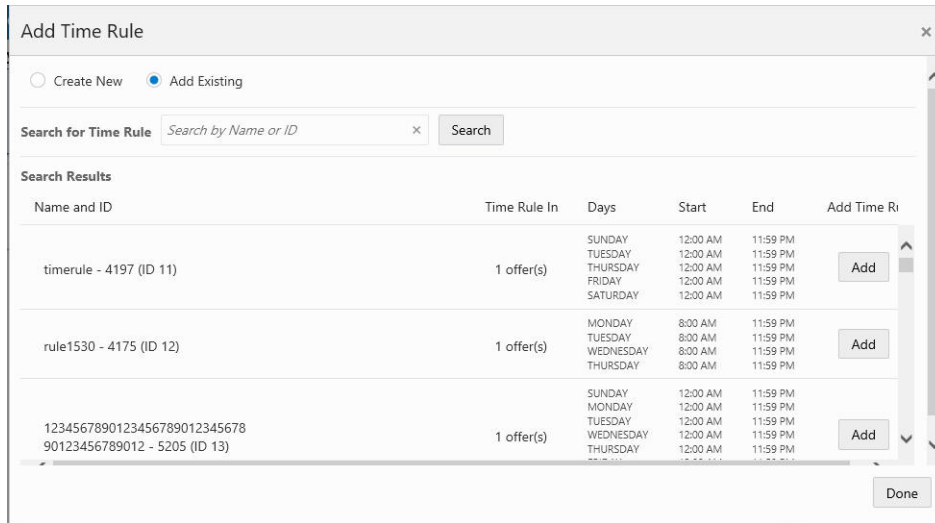 Add Time Rule
×
Create New Add Existing
Search for Time Rule Search by Name or ID × Search
Search Results
Name and ID Time Rule In Days Start End Add Time Ru
timerule - 4197 (ID 11) 1 offer(s) Add
SUNDAY 12:00 AM 11:59 PM
TUESDAY 12:00 AM 11:59 PM
THURSDAY 12:00 AM 11:59 PM
FRIDAY 12:00 AM 11:59 PM
SATURDAY 12:00 AM 11:59 PM
rule1530 - 4175 (ID 12) 1 offer(s) Add
MONDAY 8:00 AM 11:59 PM
TUESDAY 8:00 AM 11:59 PM
WEDNESDAY 8:00 AM 11:59 PM
THURSDAY 8:00 AM 11:59 PM
1234567890123456789012345678
90123456789012 - 5205 (ID 13) 1 offer(s) Add
SUNDAY 12:00 AM 11:59 PM
MONDAY 12:00 AM 11:59 PM
TUESDAY 12:00 AM 11:59 PM
WEDNESDAY 12:00 AM 11:59 PM
THURSDAY 12:00 AM 11:59 PM
Done